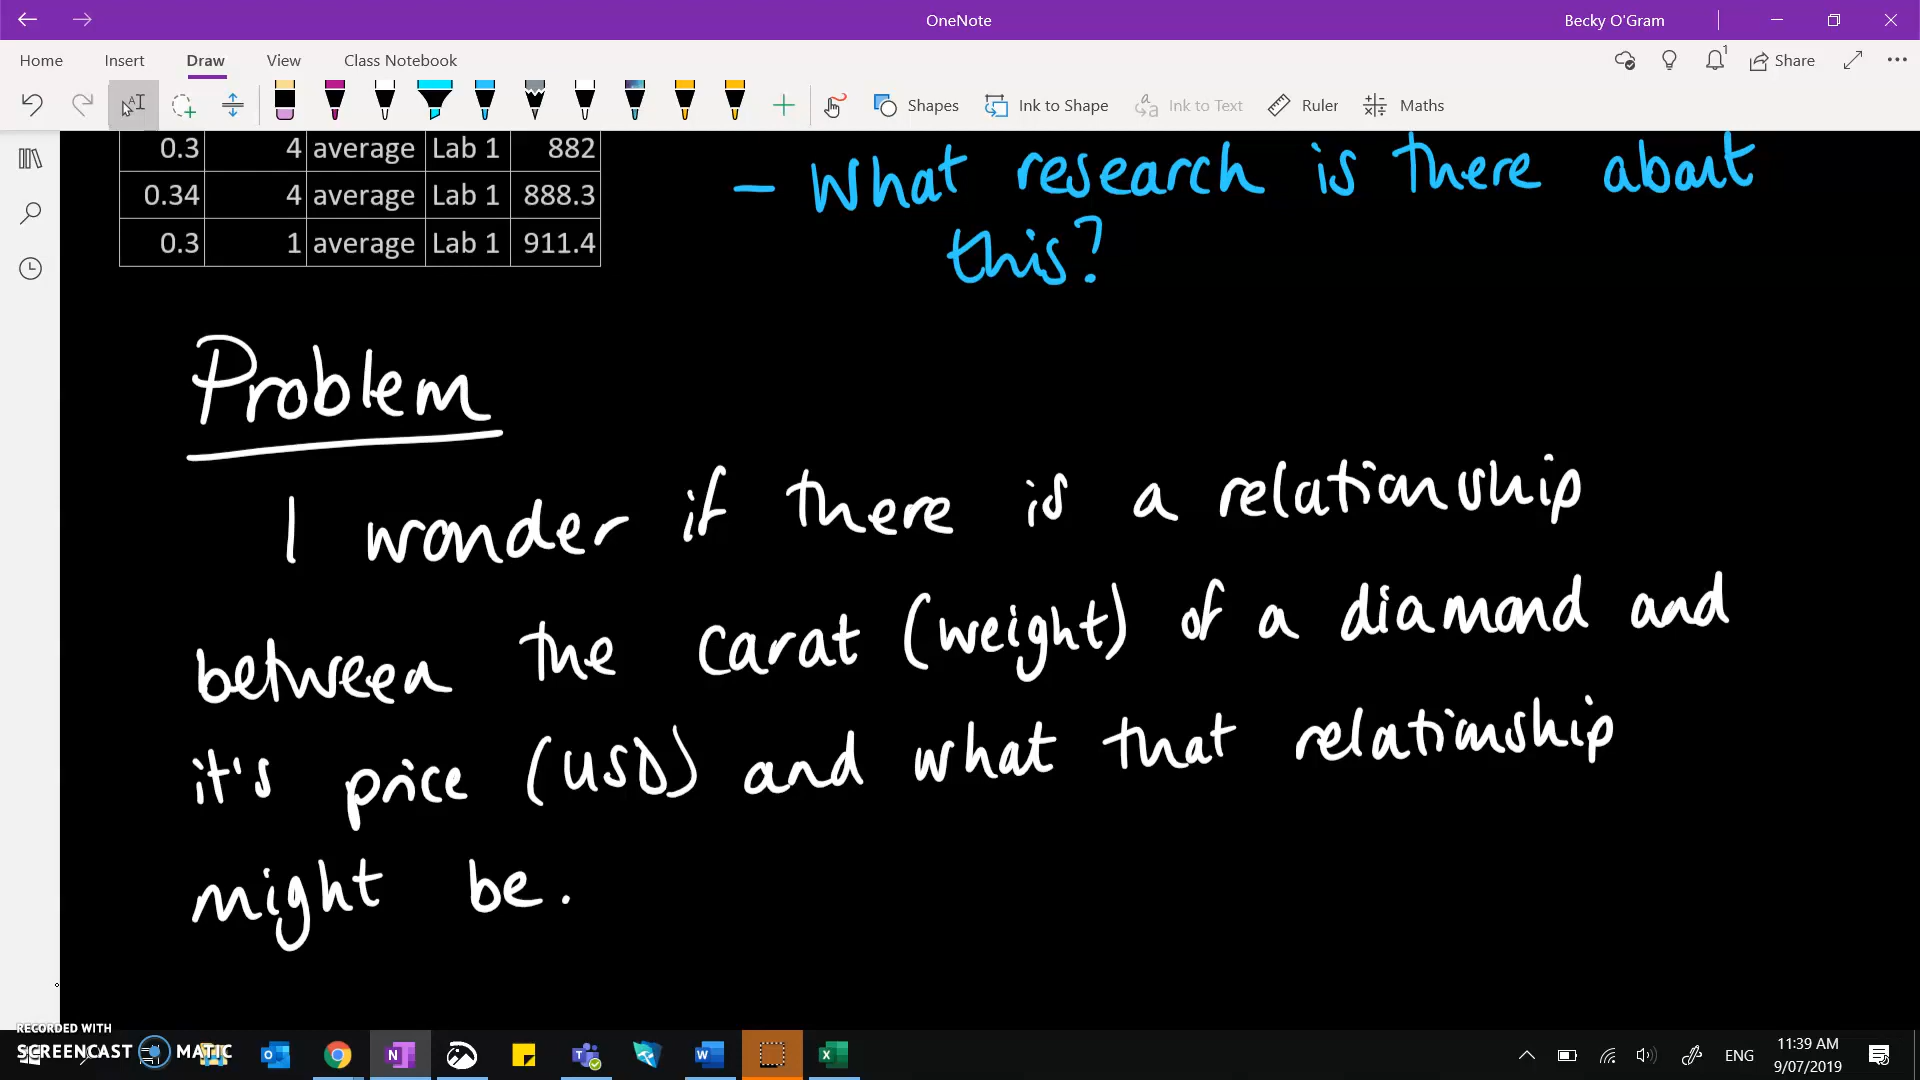 OneNote
Becky O'Gram
Home Insert Draw View Class Notebook
1 Share
Shapes Ink to Shape Ink to Text Ruler Maths
0.3 4 average Lab 1 882
0.34 4 average Lab 1 888.3
0.3 1 average Lab 1 911.4
- What research is there about
this?
Problem
I wonder if there is a relationship
between the carat (weight) of a diamond and
it's price (USD) and what that relationship
might be.
RECORDED WITH
SCREENCAST MATIC
ENG
11:39 AM
9/07/2019